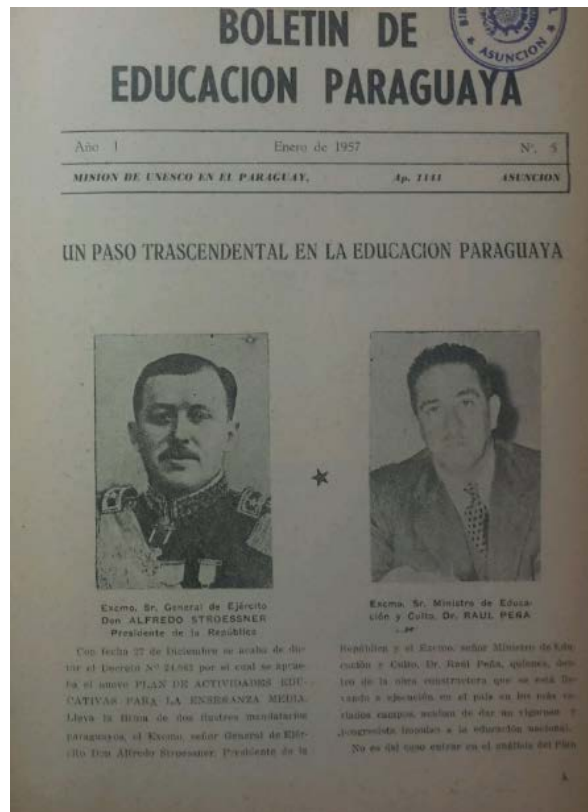 BOLETIN DE
EDUCACION PARAGUAYA
ASUNCION
Año I Enero de 1957 Nº. 5
MISION DE UNESCO EN EL PARAGUAY, Ap. 1141 ASUNCION
UN PASO TRASCENDENTAL EN LA EDUCACION PARAGUAYA
Excmo. Sr. General de Ejército
Don ALFREDO STROESSNER
Presidente de la República
Excmo. Sr. Ministro de Educa-
ción y Culto, Dr. RAUL PEÑA
Con fecha 27 de Diciembre se acaba de dic-
tar el Decreto Nº por el cual se aprue-
ba el nuevo PLAN DE ACTIVIDADES EDU-
CATIVAS PARA LA ENSEÑANZA MEDIA.
Lleva la firma de dos ilustres mandatarios
paraguayos, el Excmo. señor General de Ejér-
cito Don Alfredo Stroessner, Presidente de la
República y el Excmo. señor Ministro de Edu-
cación y Culto, Dr. Raúl Peña, quienes, den-
tro de la obra constructora que se está lle-
vando a ejecución en el país en los más va-
riados campos, acaban de dar un vigoroso y
progresista impulso a la educación nacional.
No es del caso entrar en el análisis del Plan